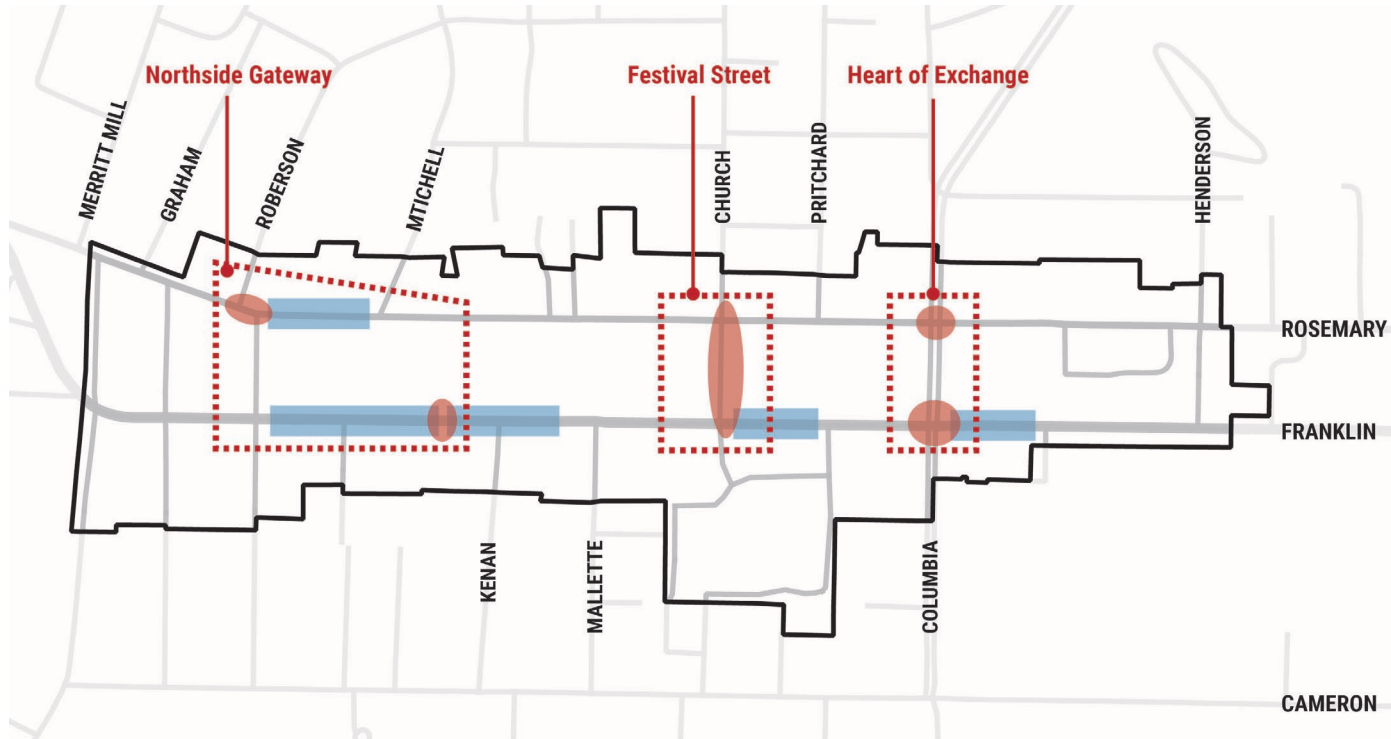 Northside Gateway
Festival Street
Heart of Exchange
MERRITT MILL
GRAHAM
ROBERSON
MTICHELL
CHURCH
PRITCHARD
HENDERSON
ROSEMARY
FRANKLIN
KENAN
MALLETTE
COLUMBIA
CAMERON